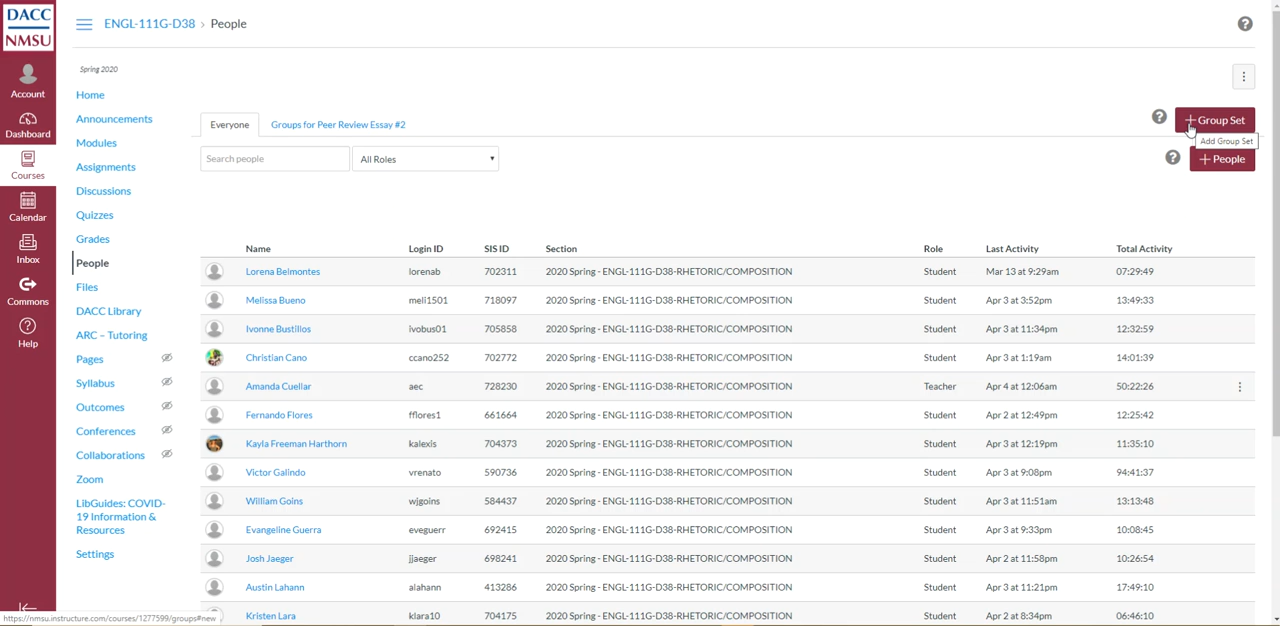 DACC
NMSU
ENGL-111G-D38 › People
Spring 2020
Account
Dashboard
Courses
Calendar
Inbox
Commons
Help
Home
Announcements
Modules
Assignments
Discussions
Quizzes
Grades
People
Files
DACC Library
ARC – Tutoring
Pages
Syllabus
Outcomes
Conferences
Collaborations
Zoom
LibGuides: COVID-
19 Information &
Resources
Settings
Everyone Groups for Peer Review Essay #2
+ Group Set
Add Group Set
Search people All Roles
+ People
Name Login ID SIS ID Section Role Last Activity Total Activity
Lorena Belmontes lorenab 702311 2020 Spring - ENGL-111G-D38-RHETORIC/COMPOSITION Student Mar 13 at 9:29am 07:29:49
Melissa Bueno meli1501 718097 2020 Spring - ENGL-111G-D38-RHETORIC/COMPOSITION Student Apr 3 at 3:52pm 13:49:33
Ivonne Bustillos ivobus01 705858 2020 Spring - ENGL-111G-D38-RHETORIC/COMPOSITION Student Apr 3 at 11:34pm 12:32:59
Christian Cano ccano252 702772 2020 Spring - ENGL-111G-D38-RHETORIC/COMPOSITION Student Apr 3 at 1:19am 14:01:39
Amanda Cuellar aec 728230 2020 Spring - ENGL-111G-D38-RHETORIC/COMPOSITION Teacher Apr 4 at 12:06am 50:22:26
Fernando Flores fflores1 661664 2020 Spring - ENGL-111G-D38-RHETORIC/COMPOSITION Student Apr 2 at 12:49pm 12:25:42
Kayla Freeman Harthorn kalexis 704373 2020 Spring - ENGL-111G-D38-RHETORIC/COMPOSITION Student Apr 3 at 12:19pm 11:35:10
Victor Galindo vrenato 590736 2020 Spring - ENGL-111G-D38-RHETORIC/COMPOSITION Student Apr 3 at 9:08pm 94:41:37
William Goins wjgoins 584437 2020 Spring - ENGL-111G-D38-RHETORIC/COMPOSITION Student Apr 3 at 11:51am 13:13:48
Evangeline Guerra eveguerr 692415 2020 Spring - ENGL-111G-D38-RHETORIC/COMPOSITION Student Apr 3 at 9:33pm 10:08:45
Josh Jaeger jjaeger 698241 2020 Spring - ENGL-111G-D38-RHETORIC/COMPOSITION Student Apr 2 at 11:58pm 10:26:54
Austin Lahann alahann 413286 2020 Spring - ENGL-111G-D38-RHETORIC/COMPOSITION Student Apr 3 at 11:21pm 17:49:10
Kristen Lara klara10 704175 2020 Spring - ENGL-111G-D38-RHETORIC/COMPOSITION Student Apr 2 at 8:34pm 06:46:10
https://nmsu.instructure.com/courses/1277599/groups#new